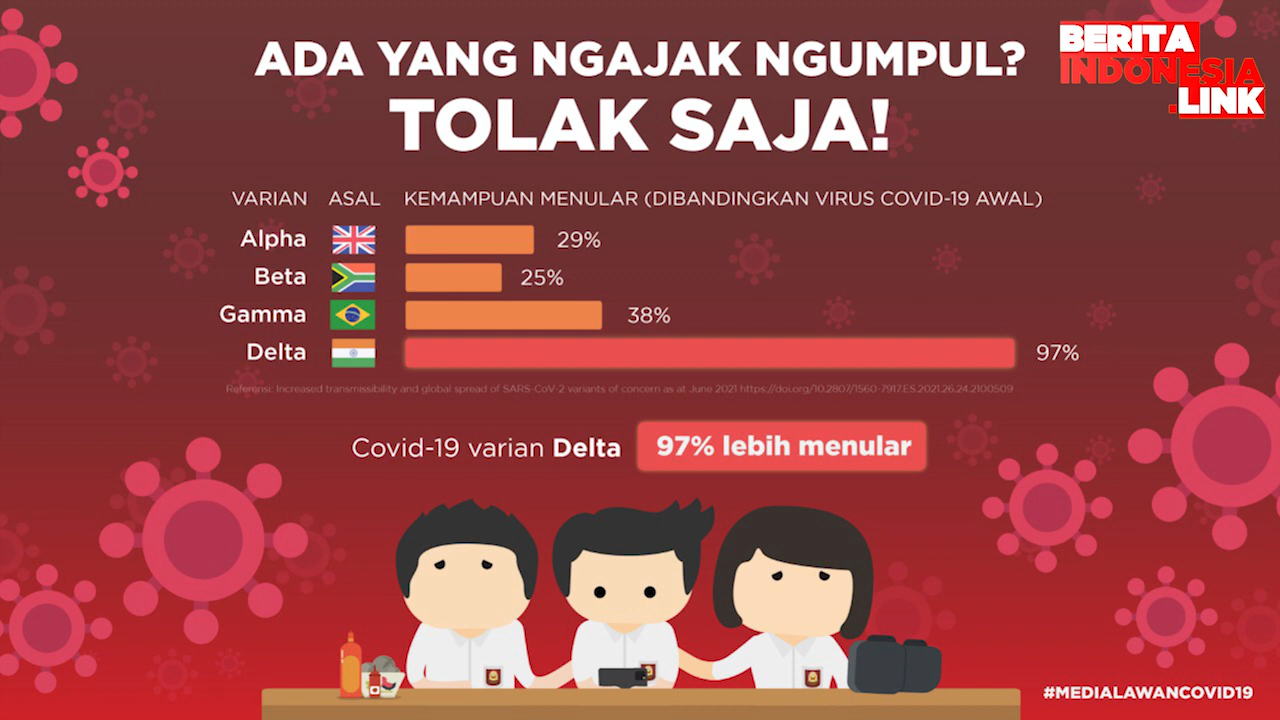 ADA YANG NGAJAK NGUMPUL?
TOLAK SAJA!
BERITA
INDONESIA
.LINK
VARIAN ASAL KEMAMPUAN MENULAR (DIBANDINGKAN VIRUS COVID-19 AWAL)
Alpha 29%
Beta 25%
Gamma 38%
Delta 97%
Referensi: Increased transmissibility and global spread of SARS-CoV-2 variants of concern as at June 2021 https://doi.org/10.2807/1560-7917.ES.2021.26.24.2100509
Covid-19 varian Delta 97% lebih menular
#MEDIALAWANCOVID19